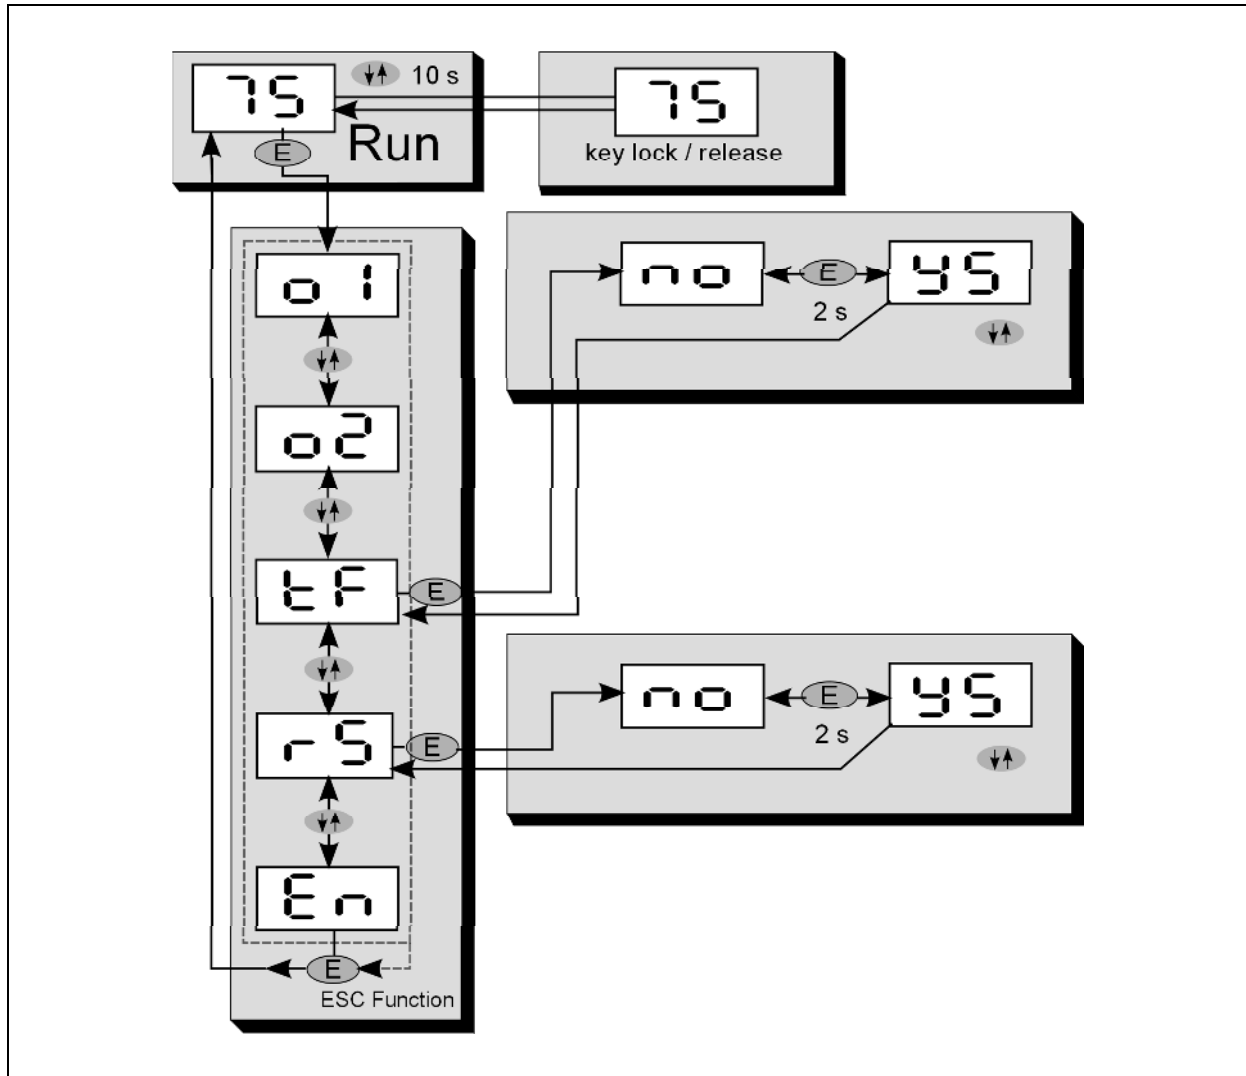 75
10 s
Run
E
75
key lock / release
o1
o2
tF
E
rS
E
En
E
ESC Function
no
E
2 s
YS
no
E
2 s
YS